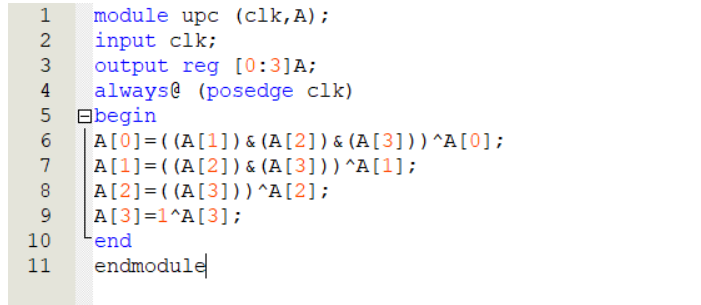 1 module upc (clk,A);
2 input clk;
3 output reg [0:3]A;
4 always@ (posedge clk)
5 begin
6 A[0]=((A[1])&(A[2])&(A[3]))^A[0];
7 A[1]=((A[2])&(A[3]))^A[1];
8 A[2]=((A[3]))^A[2];
9 A[3]=1^A[3];
10 end
11 endmodule